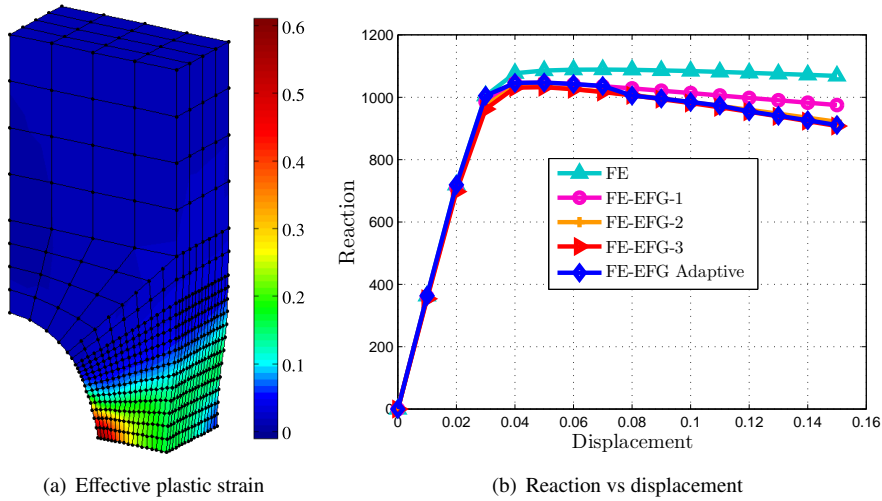 0.6
0.5
0.4
0.3
0.2
0.1
0
(a) Effective plastic strain
1200
1000
800
600
400
200
0
Reaction
FE
FE-EFG-1
FE-EFG-2
FE-EFG-3
FE-EFG Adaptive
0 0.02 0.04 0.06 0.08 0.1 0.12 0.14 0.16
Displacement
(b) Reaction vs displacement